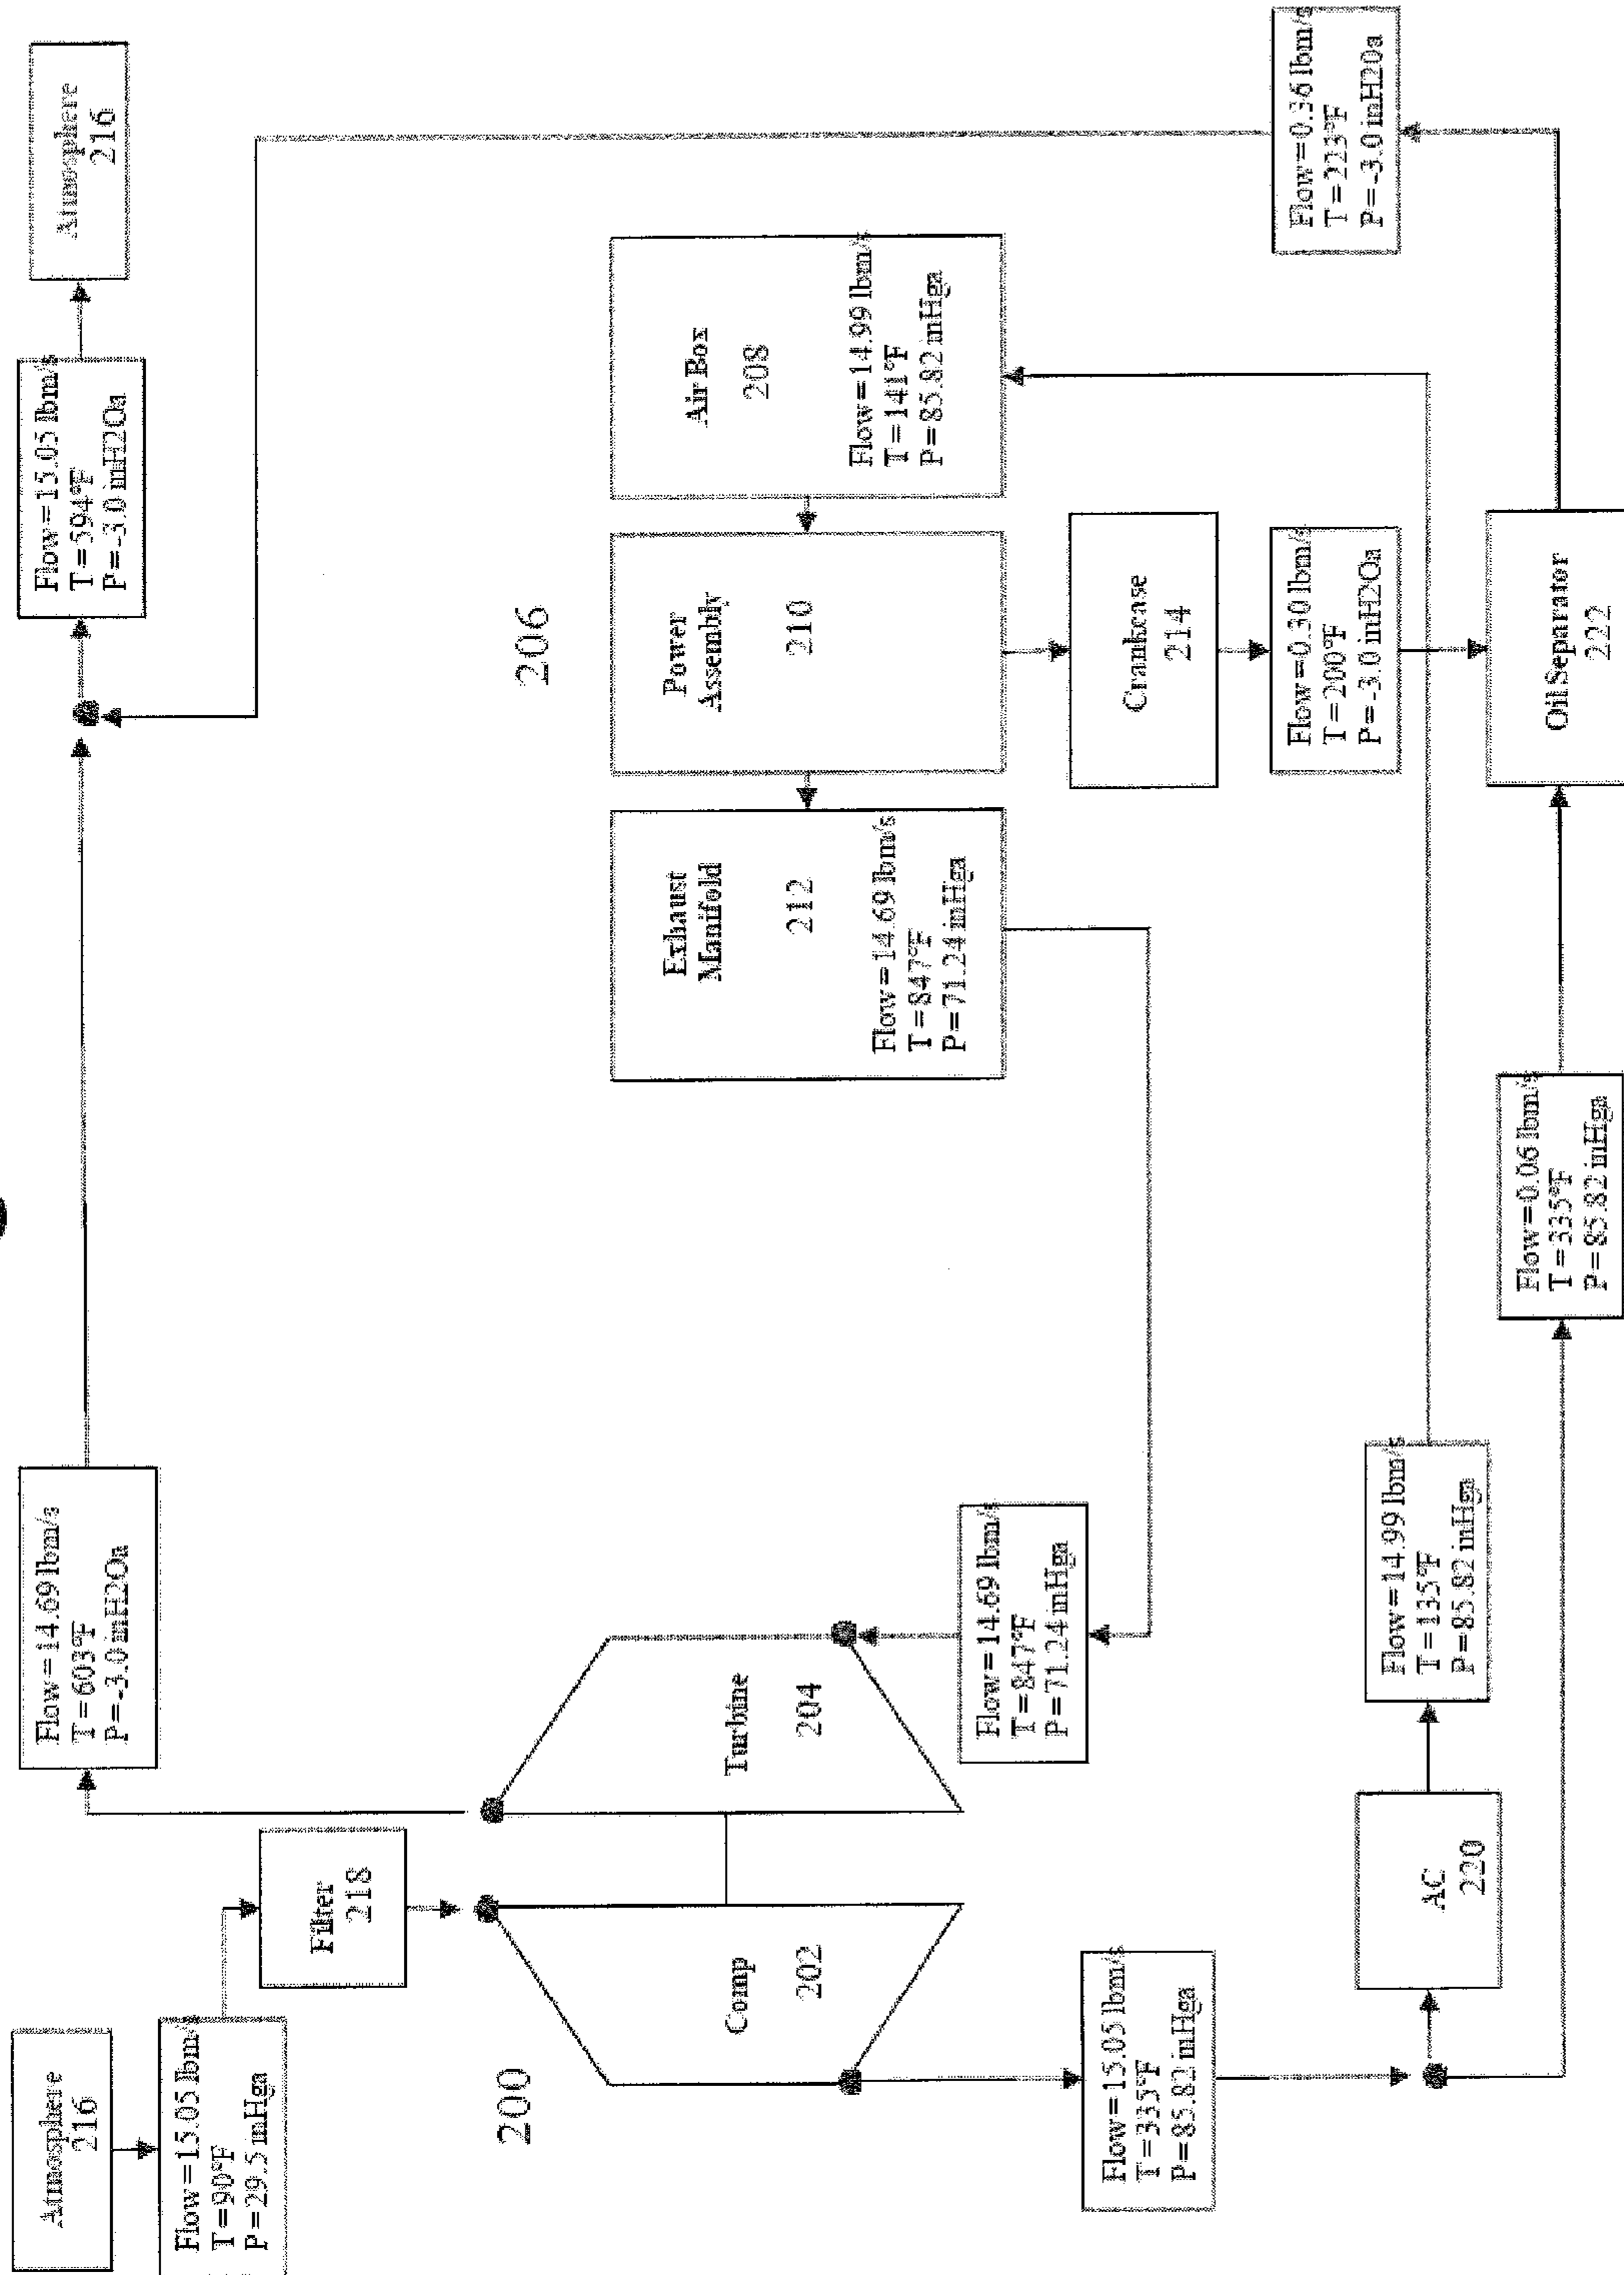 Atmosphere
216
Flow=15.05 lbm/s
T=90°F
P=29.5 inHga
Filter
218
200
Comp
202
Turbine
204
Flow=15.05 lbm/s
T=335°F
P=85.82 inHga
AC
220
Flow=14.99 lbm/s
T=135°F
P=85.82 inHga
Flow=0.06 lbm/s
T=335°F
P=85.82 inHga
Flow=14.69 lbm/s
T=847°F
P=71.24 inHga
Flow=14.69 lbm/s
T=603°F
P=-3.0 inH2Oa
206
Exhaust
Manifold
212
Flow=14.69 lbm/s
T=847°F
P=71.24 inHga
Power
Assembly
210
Air Box
208
Flow=14.99 lbm/s
T=141°F
P=85.82 inHga
Crankcase
214
Flow=0.30 lbm/s
T=200°F
P=-3.0 inH2Oa
Oil Separator
222
Flow=0.36 lbm/s
T=223°F
P=-3.0 inH20a
Flow=15.05 lbm/s
T=594°F
P=-3.0 inH2Oa
Atmosphere
216